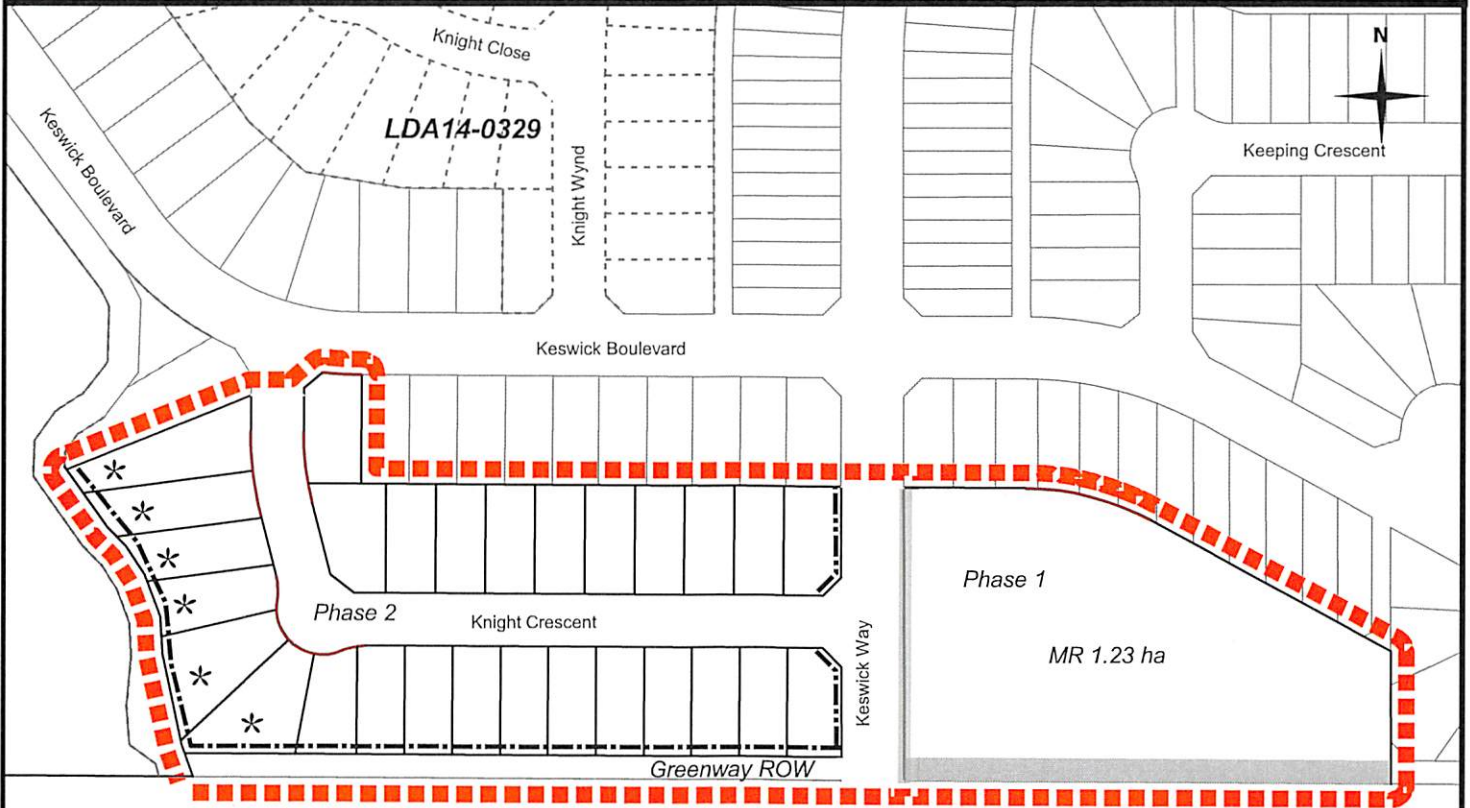 Knight Close
N
LDA14-0329
Keswick Boulevard
Keeping Crescent
Knight Wynd
Keswick Boulevard
Phase 1
Phase 2
Knight Crescent
Keswick Way
MR 1.23 ha
Greenway ROW